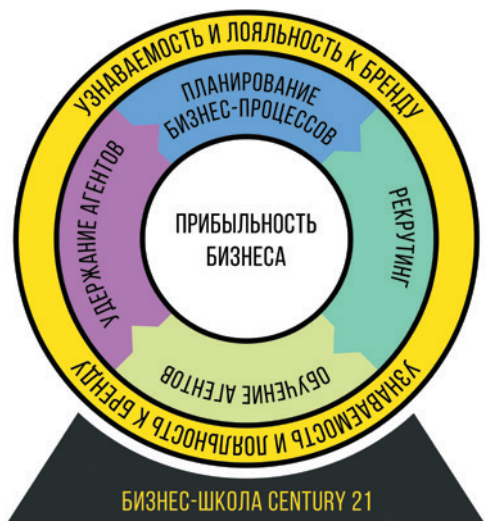 УЗНАВАЕМОСТЬ И ЛОЯЛЬНОСТЬ К БРЕНДУ
ПЛАНИРОВАНИЕ
БИЗНЕС-ПРОЦЕССОВ
УДЕРЖАНИЕ АГЕНТОВ
РЕКРУТИНГ
ПРИБЫЛЬНОСТЬ
БИЗНЕСА
ОБУЧЕНИЕ АГЕНТОВ
УЗНАВАЕМОСТЬ И ЛОЯЛЬНОСТЬ К БРЕНДУ
БИЗНЕС-ШКОЛА CENTURY 21